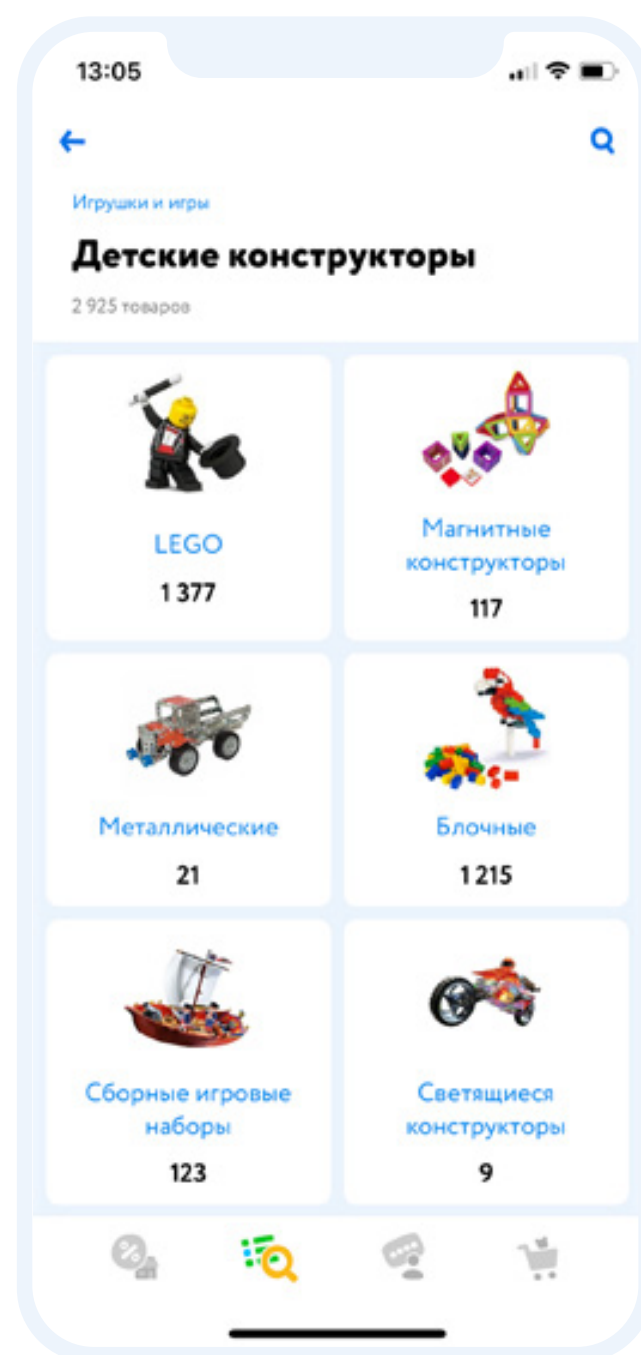 13:05
Игрушки и игры
Детские конструкторы
2 925 товаров
LEGO
1 377
Магнитные
конструкторы
117
Металлические
21
Блочные
1 215
Сборные игровые
наборы
123
Светящиеся
конструкторы
9